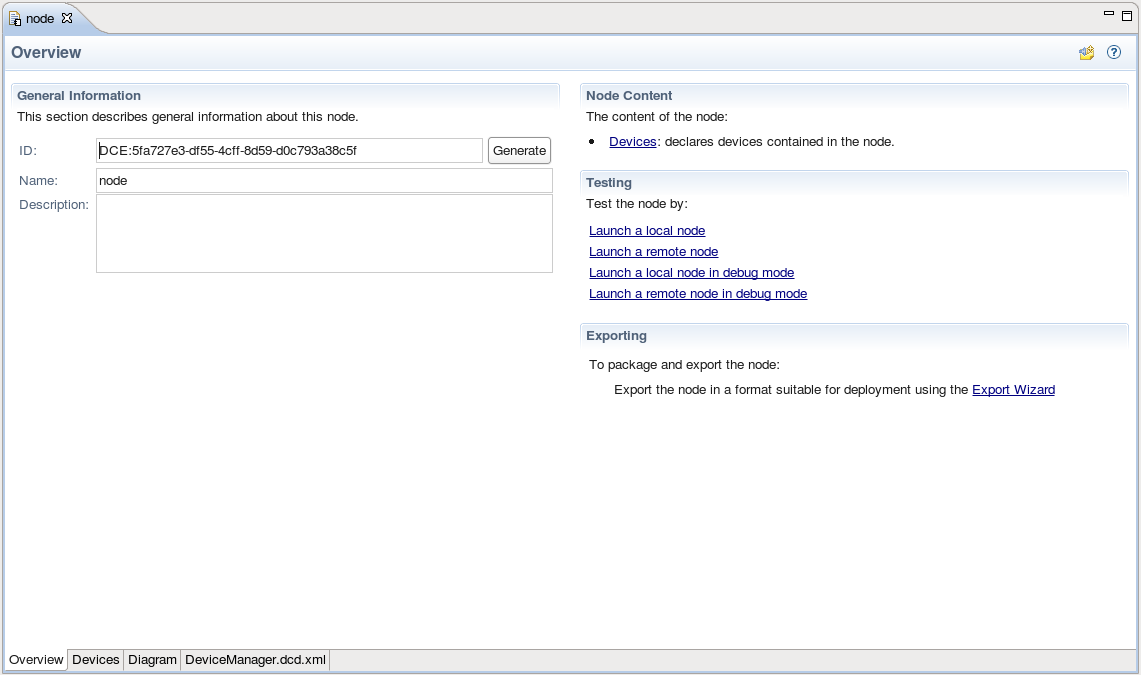 node
Overview
General Information
This section describes general information about this node.
ID:
DCE:5fa727e3-df55-4cff-8d59-d0c793a38c5f
Generate
Name:
node
Description:
Node Content
The content of the node:
• Devices: declares devices contained in the node.
Testing
Test the node by:
Launch a local node
Launch a remote node
Launch a local node in debug mode
Launch a remote node in debug mode
Exporting
To package and export the node:
Export the node in a format suitable for deployment using the Export Wizard
Overview Devices Diagram DeviceManager.dcd.xml